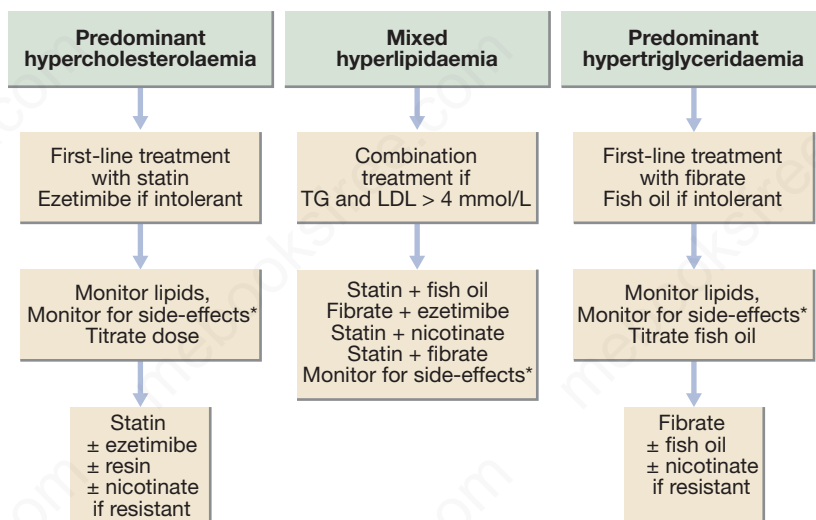 Predominant
hypercholesterolaemia
First-line treatment
with statin
Ezetimibe if intolerant
Monitor lipids,
Monitor for side-effects*
Titrate dose
Statin
± ezetimibe
± resin
± nicotinate
if resistant
Mixed
hyperlipidaemia
Combination
treatment if
TG and LDL > 4 mmol/L
Statin + fish oil
Fibrate + ezetimibe
Statin + nicotinate
Statin + fibrate
Monitor for side-effects*
Predominant
hypertriglyceridaemia
First-line treatment
with fibrate
Fish oil if intolerant
Monitor lipids,
Monitor for side-effects*
Titrate fish oil
Fibrate
± fish oil
± nicotinate
if resistant